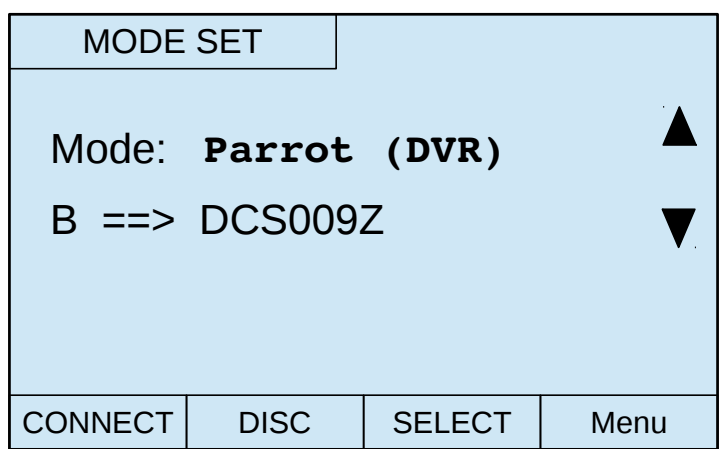 MODE SET
Mode: Parrot (DVR)
B ==> DCS009Z
CONNECT DISC SELECT Menu